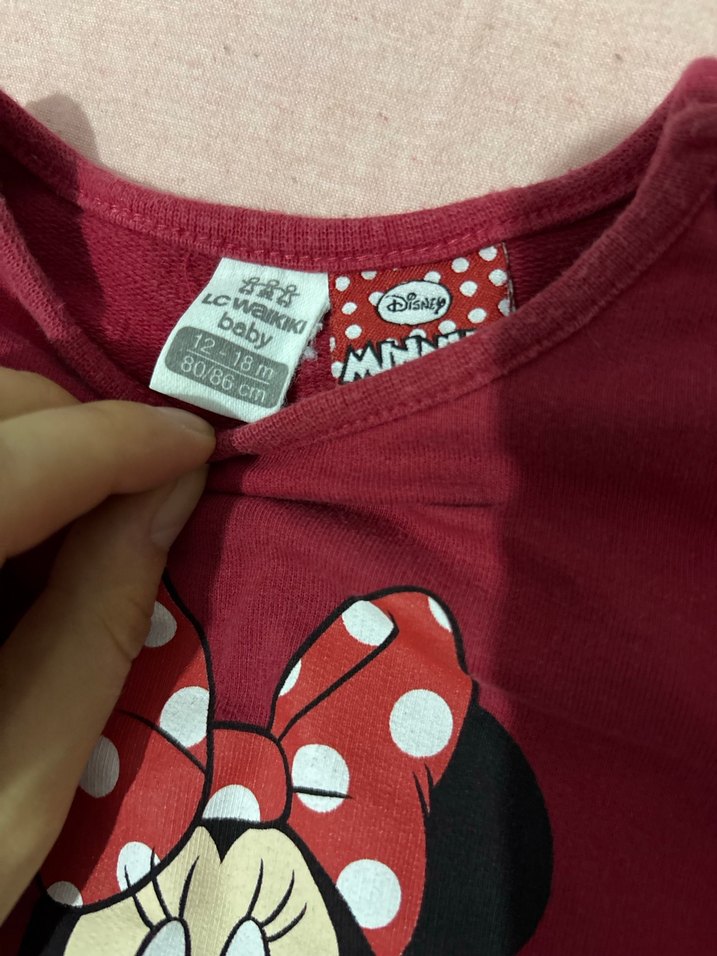 LC WAIKIKI
baby
12 - 18 m
80/86 cm
Disney